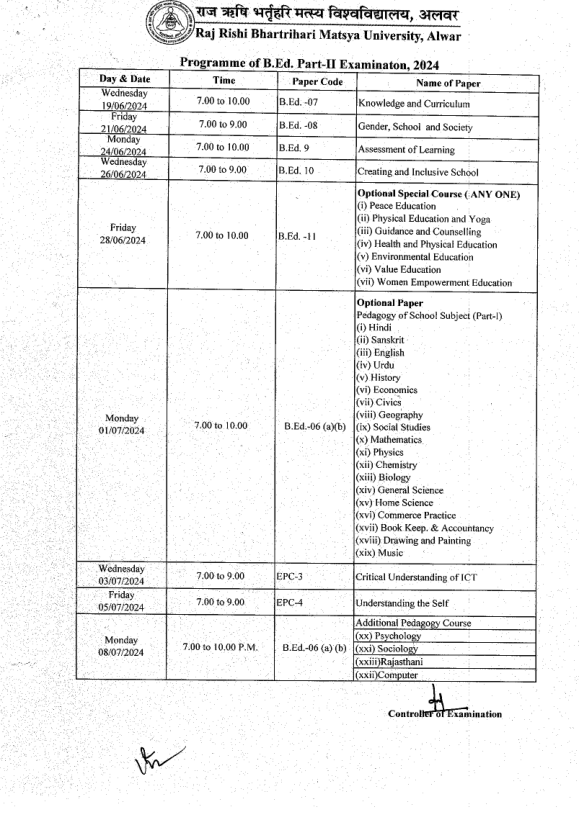 राज ऋषि भर्तृहरि मत्स्य विश्वविद्यालय, अलवर
Raj Rishi Bhartrihari Matsya University, Alwar
Programme of B.Ed. Part-II Examinaton, 2024
Day & Date Time Paper Code Name of Paper
Wednesday
19/06/2024 7.00 to 10.00 B.Ed. -07 Knowledge and Curriculum
Friday
21/06/2024 7.00 to 9.00 B.Ed. -08 Gender, School and Society
Monday
24/06/2024 7.00 to 10.00 B.Ed. 9 Assessment of Learning
Wednesday
26/06/2024 7.00 to 9.00 B.Ed. 10 Creating and Inclusive School
Friday
28/06/2024 7.00 to 10.00 B.Ed. -11
Optional Special Course ( ANY ONE)
(i) Peace Education
(ii) Physical Education and Yoga
(iii) Guidance and Counselling
(iv) Health and Physical Education
(v) Environmental Education
(vi) Value Education
(vii) Women Empowerment Education
Monday
01/07/2024 7.00 to 10.00 B.Ed.-06 (a)(b)
Optional Paper
Pedagogy of School Subject (Part-I)
(i) Hindi
(ii) Sanskrit
(iii) English
(iv) Urdu
(v) History
(vi) Economics
(vii) Civics
(viii) Geography
(ix) Social Studies
(x) Mathematics
(xi) Physics
(xii) Chemistry
(xiii) Biology
(xiv) General Science
(xv) Home Science
(xvi) Commerce Practice
(xvii) Book Keep. & Accountancy
(xviii) Drawing and Painting
(xix) Music
Wednesday
03/07/2024 7.00 to 9.00 EPC-3 Critical Understanding of ICT
Friday
05/07/2024 7.00 to 9.00 EPC-4 Understanding the Self
Monday
08/07/2024 7.00 to 10.00 P.M. B.Ed.-06 (a) (b)
Additional Pedagogy Course
(xx) Psychology
(xxi) Sociology
(xxiii)Rajasthani
(xxii)Computer
Controller of Examination